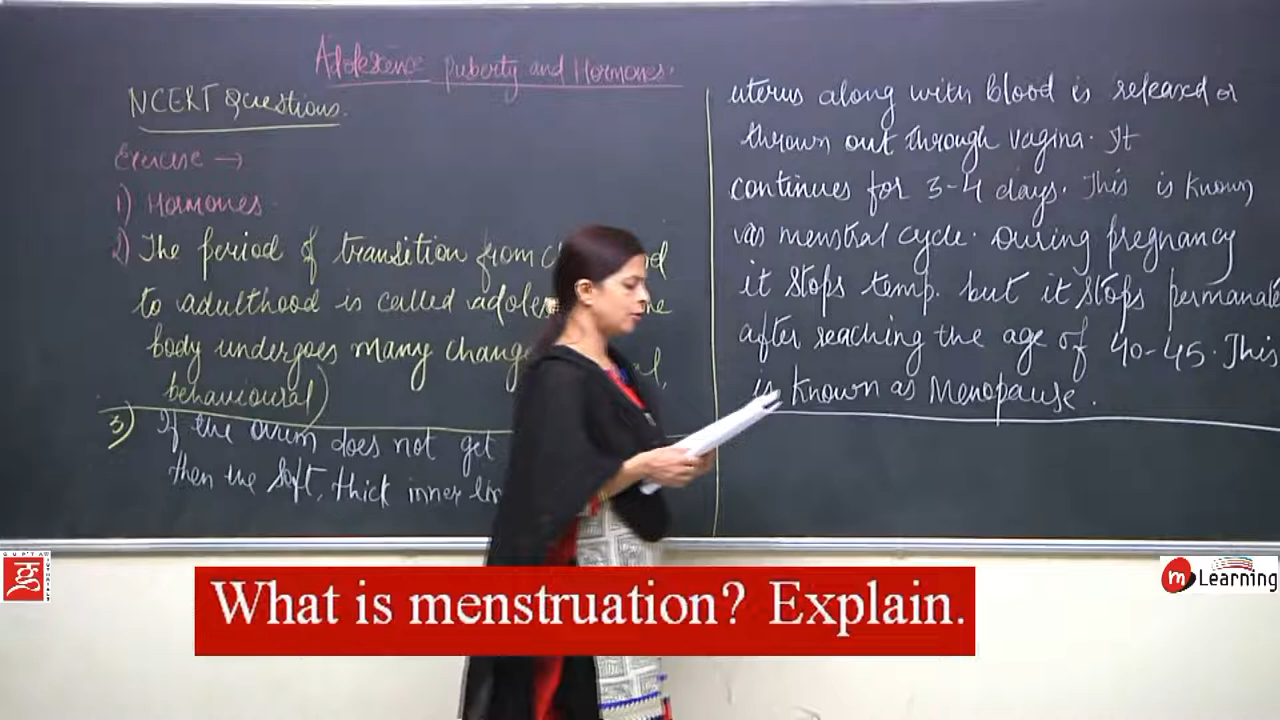 Adolescence puberty and Hormones.
NCERT Questions.
Exercise →
1) Hormones.
2) The period of transition from
to adulthood is called
body undergoes many
behavioural)
3) If the ovum does not get
then the soft, thick inner
uterus along with blood is released or
thrown out through vagina. It
continues for 3-4 days. This is known
as menstral cycle. During pregnancy
it stops temp. but it stops permanate
after reaching the age of 40-45. This
is known as Menopause.
What is menstruation? Explain.
m Learning